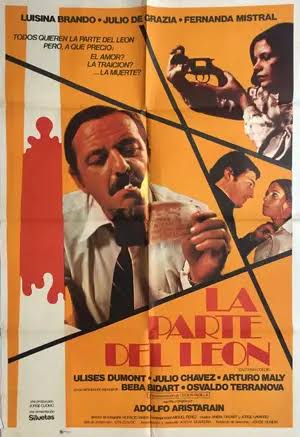 LUISINA BRANDO • JULIO DE GRAZIA • FERNANDA MISTRAL
TODOS QUIEREN LA PARTE DEL LEON
PERO, A QUE PRECIO;
EL AMOR?
LA TRAICION?
...LA MUERTE?
LA
PARTE
DEL LEON
ULISES DUMONT • JULIO CHAVEZ • ARTURO MALY
BEBA BIDART • OSVALDO TERRANOVA
ADOLFO ARISTARAIN
JORGE CUOMO
Siluetas